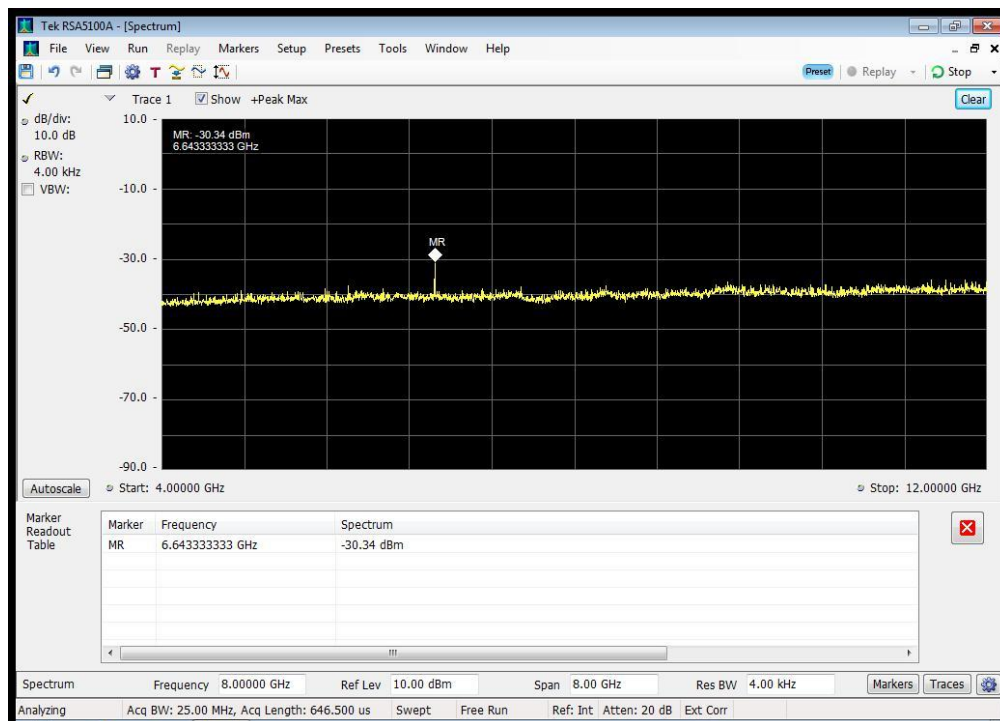 Tek RSA5100A - [Spectrum]
File View Run Replay Markers Setup Presets Tools Window Help
T Preset Replay Stop
Trace 1 Show +Peak Max Clear
dB/div:
10.0 dB
RBW:
4.00 kHz
VBW:
10.0
-10.0
-30.0
-50.0
-70.0
-90.0
MR: -30.34 dBm
6.643333333 GHz
MR
Autoscale Start: 4.00000 GHz Stop: 12.00000 GHz
Marker
Readout
Table
Marker Frequency Spectrum
MR 6.643333333 GHz -30.34 dBm
Spectrum Frequency 8.00000 GHz Ref Lev 10.00 dBm Span 8.00 GHz Res BW 4.00 kHz Markers Traces
Analyzing Acq BW: 25.00 MHz, Acq Length: 646.500 us Swept Free Run Ref: Int Atten: 20 dB Ext Corr